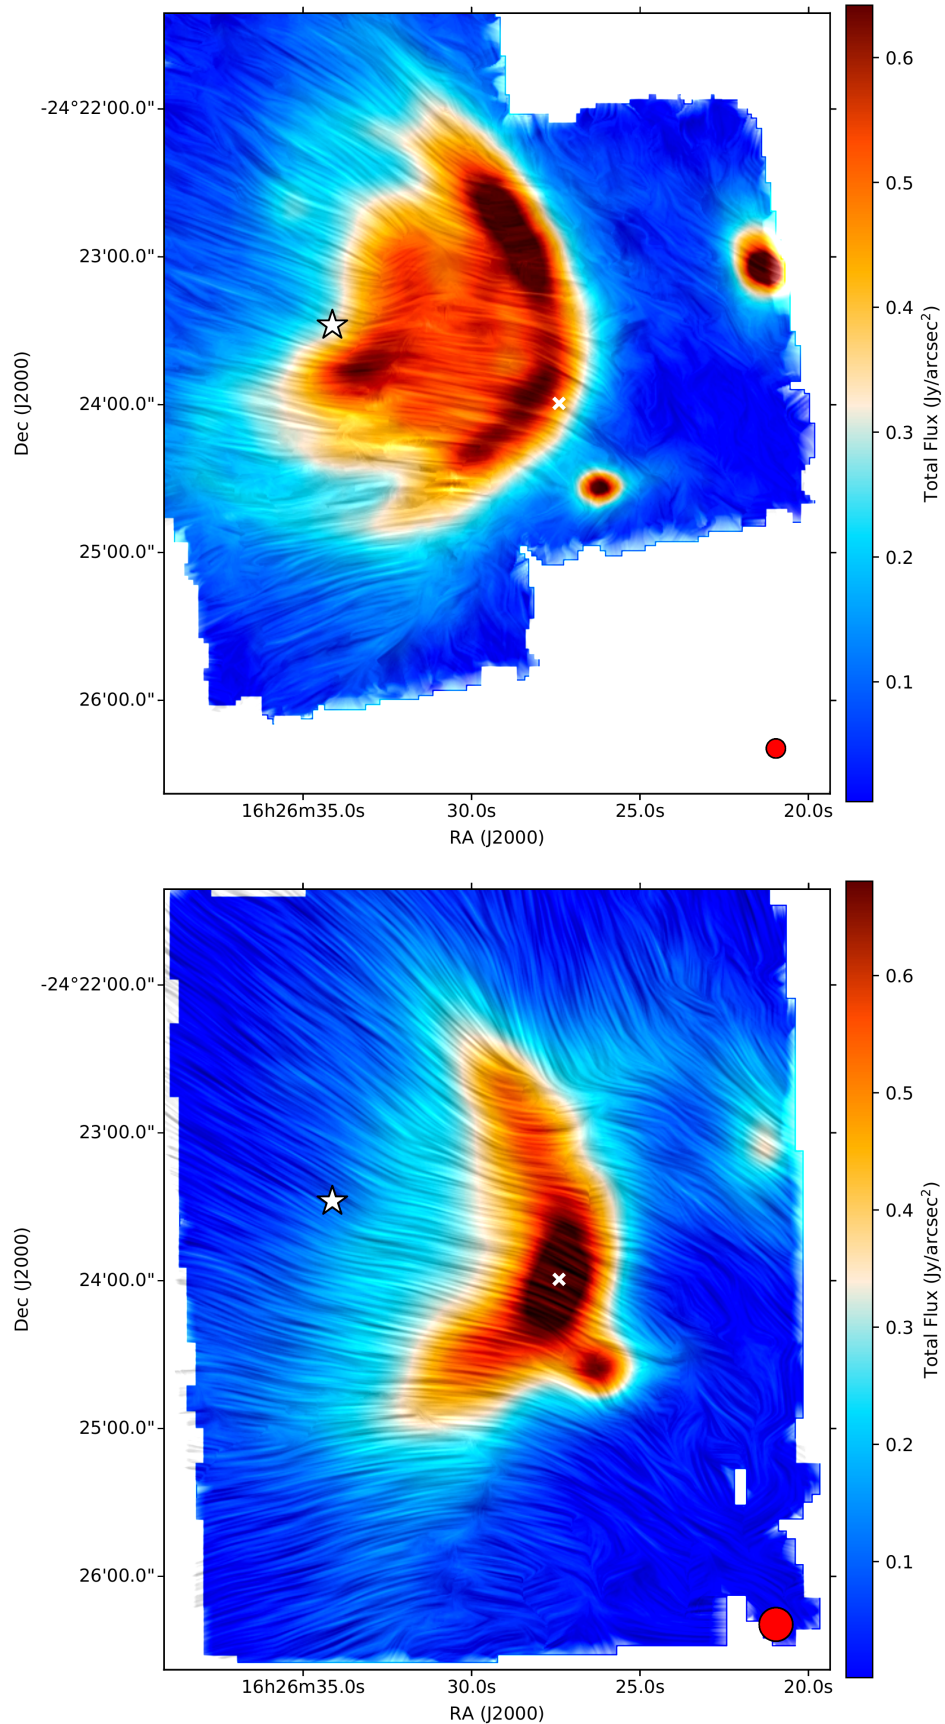 -24°22'00.0"
23'00.0"
24'00.0"
25'00.0"
26'00.0"
Dec (J2000)
16h26m35.0s
30.0s
25.0s
20.0s
RA (J2000)
0.6
0.5
0.4
0.3
0.2
0.1
Total Flux (Jy/arcsec²)
-24°22'00.0"
23'00.0"
24'00.0"
25'00.0"
26'00.0"
Dec (J2000)
16h26m35.0s
30.0s
25.0s
20.0s
RA (J2000)
0.6
0.5
0.4
0.3
0.2
0.1
Total Flux (Jy/arcsec²)